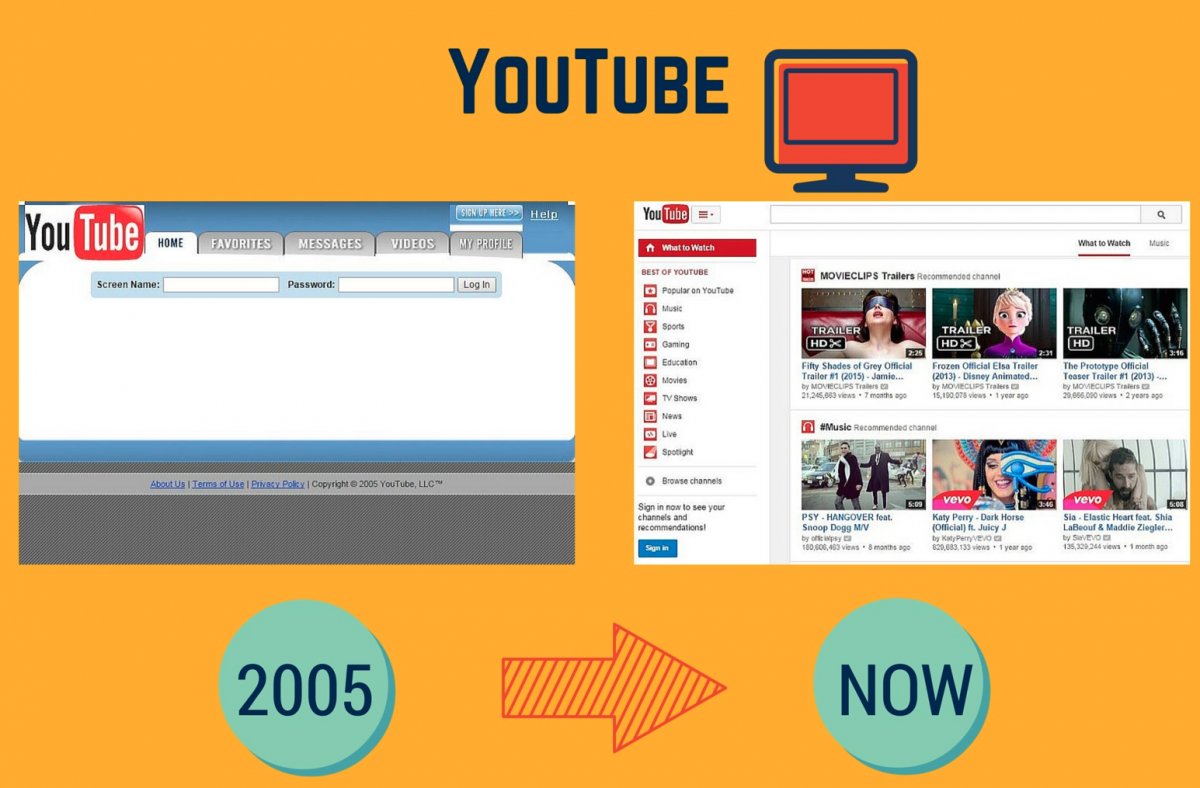 YOUTUBE
YouTube
SIGN UP HERE >>
Help
HOME
FAVORITES
MESSAGES
VIDEOS
MY PROFILE
Screen Name:
Password:
Log In
About Us | Terms of Use | Privacy Policy | Copyright © 2005 YouTube, LLC™
YouTube
What to Watch
BEST OF YOUTUBE
Popular on YouTube
Music
Sports
Gaming
Education
Movies
TV Shows
News
Live
Spotlight
Browse channels
Sign in now to see your
channels and
recommendations!
Sign in
What to Watch
Music
MOVIECLIPS Trailers Recommended channel
TRAILER
HD
2:25
TRAILER
HD
2:31
TRAILER
HD
3:16
Fifty Shades of Grey Official
Trailer #1 (2015) - Jamie...
by MOVIECLIPS Trailers
21,245,663 views • 7 months ago
Frozen Official Elsa Trailer
(2013) - Disney Animated...
by MOVIECLIPS Trailers
15,190,078 views • 1 year ago
The Prototype Official
Teaser Trailer #1 (2013) -...
by MOVIECLIPS Trailers
29,666,090 views • 2 years ago
#Music Recommended channel
5:09
vevo
3:46
vevo
5:08
PSY - HANGOVER feat.
Snoop Dogg M/V
by officialpsy
180,606,463 views • 8 months ago
Katy Perry - Dark Horse
(Official) ft. Juicy J
by KatyPerryVEVO
829,883,133 views • 1 year ago
Sia - Elastic Heart feat. Shia
LaBeouf & Maddie Ziegler...
by SiaVEVO
135,329,244 views • 1 month ago
2005
NOW